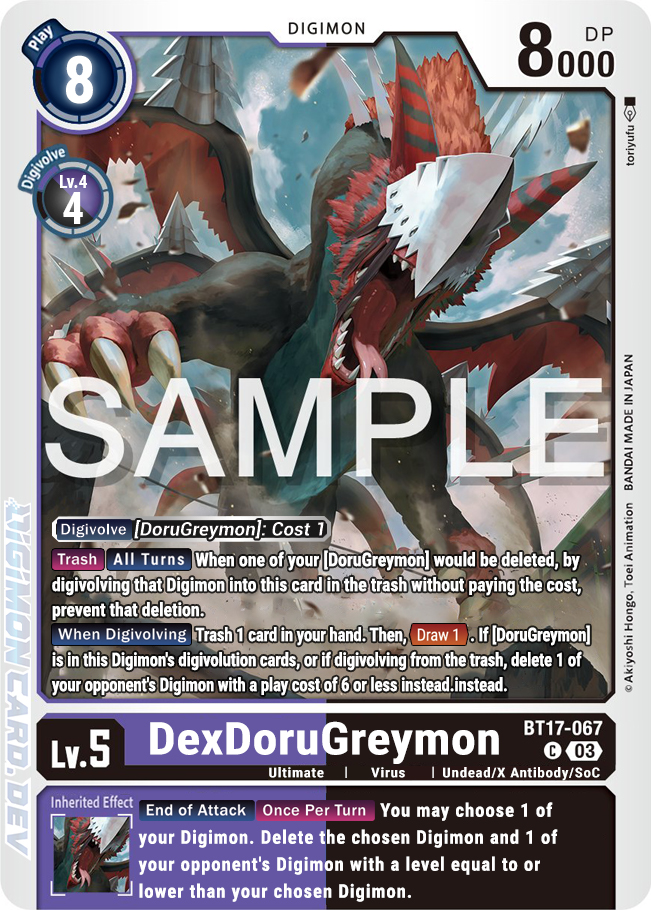 DIGIMON
Play
8
DP
8000
Digivolve
Lv.4
4
toriyufu
SAMPLE
© Akiyoshi Hongo, Toei Animation BANDAI MADE IN JAPAN
DIGIMONCARD.DEV
Digivolve [DoruGreymon]: Cost 1
Trash All Turns When one of your [DoruGreymon] would be deleted, by
digivolving that Digimon into this card in the trash without paying the cost,
prevent that deletion.
When Digivolving Trash 1 card in your hand. Then, Draw 1 . If [DoruGreymon]
is in this Digimon's digivolution cards, or if digivolving from the trash, delete 1 of
your opponent's Digimon with a play cost of 6 or less instead.instead.
Lv.5
DexDoruGreymon
BT17-067
C 03
Ultimate | Virus | Undead/X Antibody/SoC
Inherited Effect
End of Attack Once Per Turn You may choose 1 of
your Digimon. Delete the chosen Digimon and 1 of
your opponent's Digimon with a level equal to or
lower than your chosen Digimon.